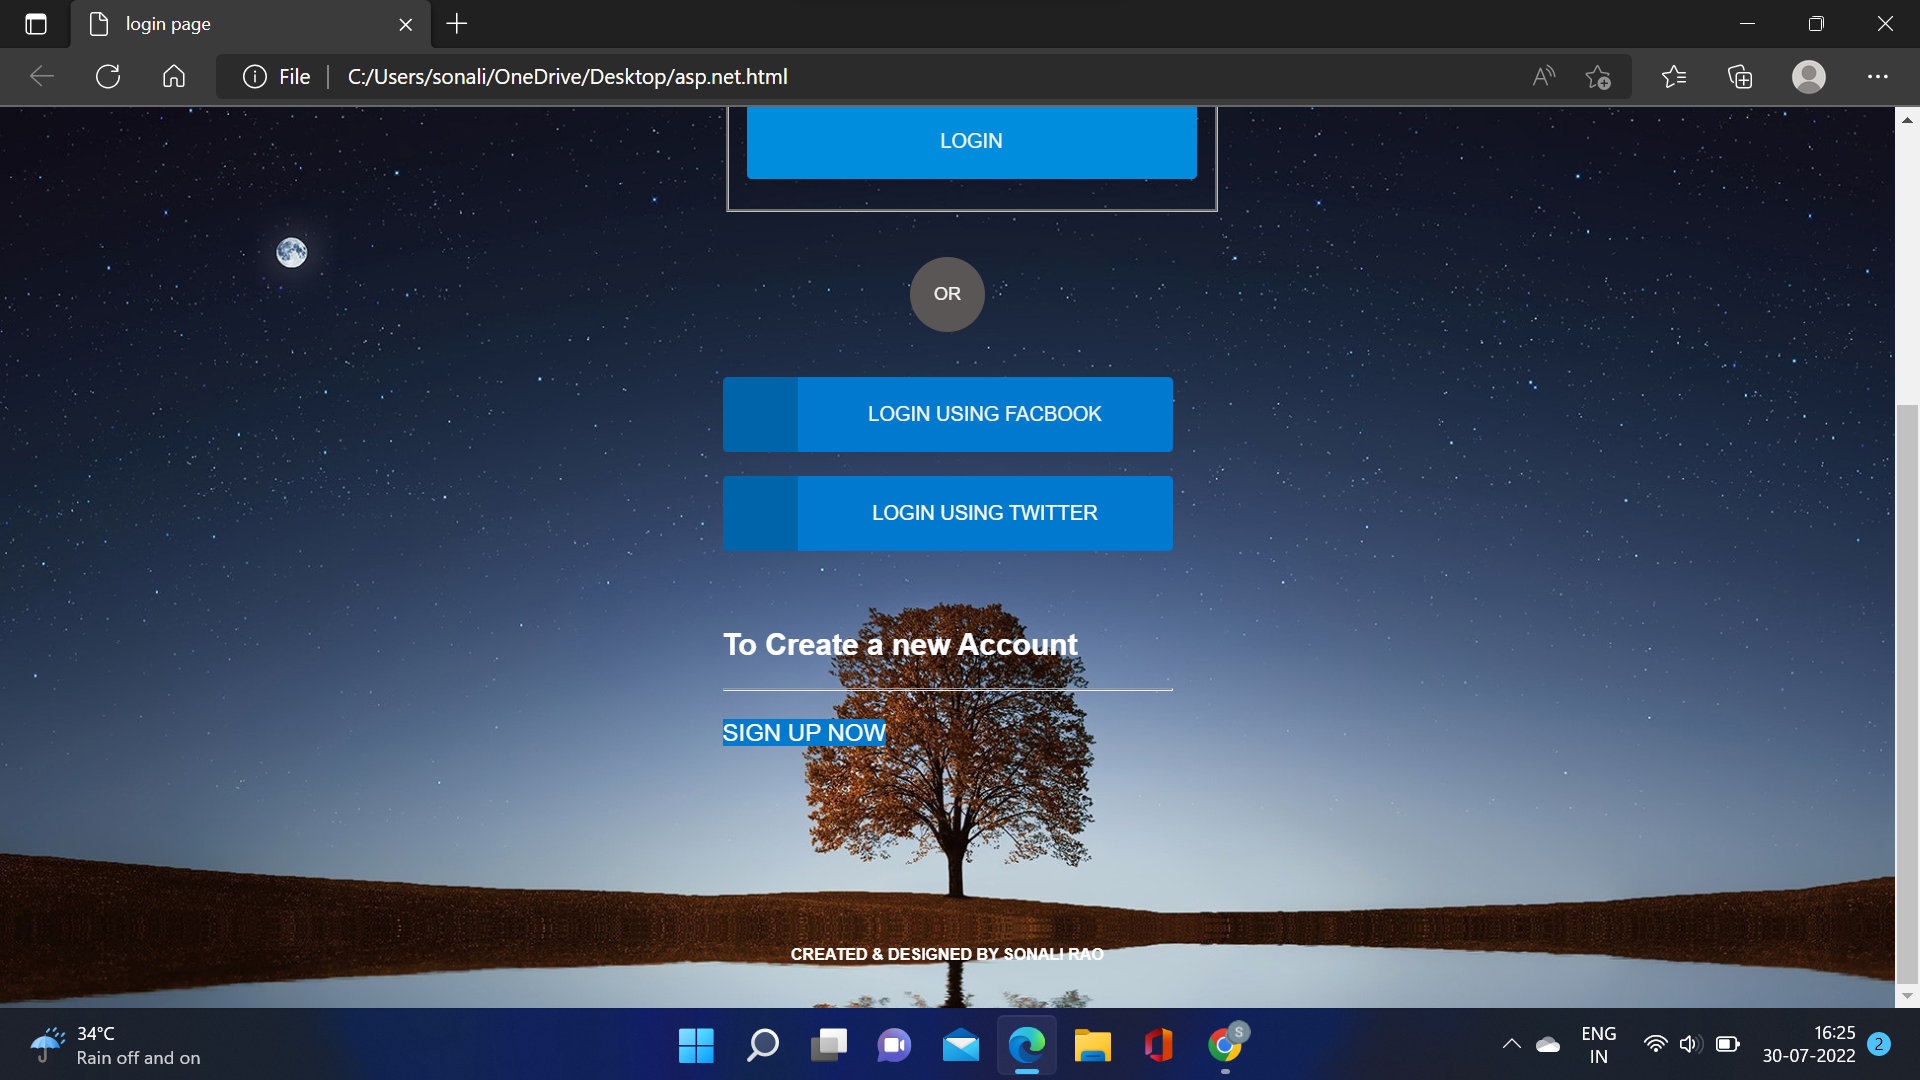 login page
File
C:/Users/sonali/OneDrive/Desktop/asp.net.html
LOGIN
OR
LOGIN USING FACBOOK
LOGIN USING TWITTER
To Create a new Account
SIGN UP NOW
CREATED & DESIGNED BY SONALI RAO
34°C
Rain off and on
S
ENG
IN
16:25
30-07-2022
2